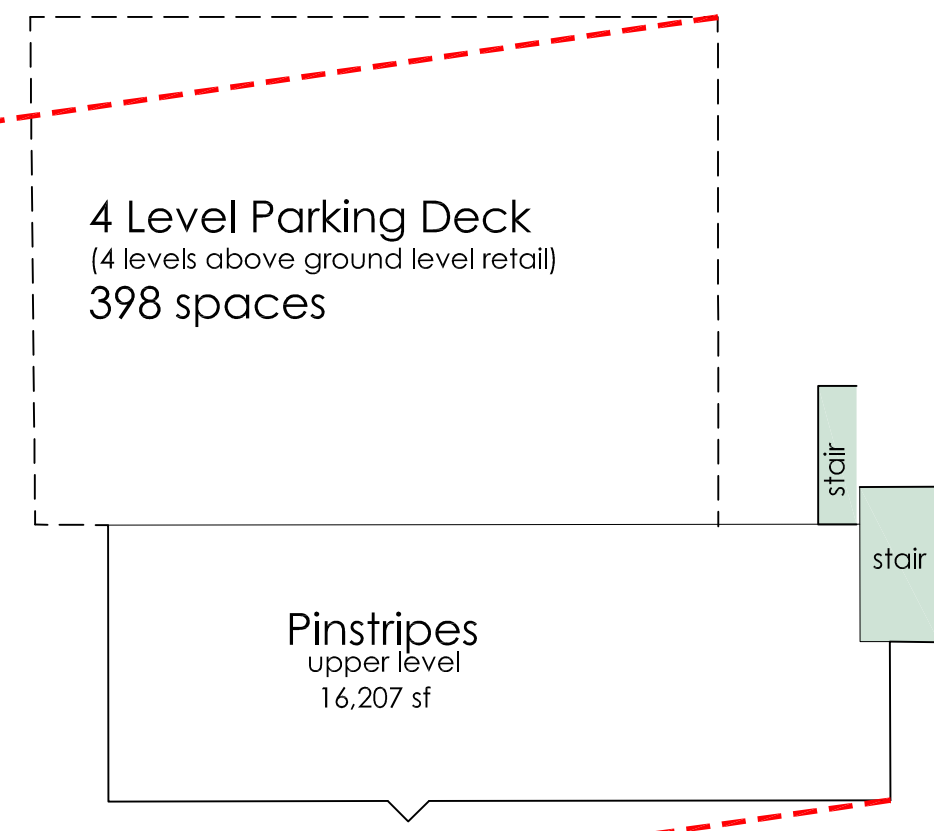 4 Level Parking Deck
(4 levels above ground level retail)
398 spaces
stair
stair
Pinstripes
upper level
16,207 sf